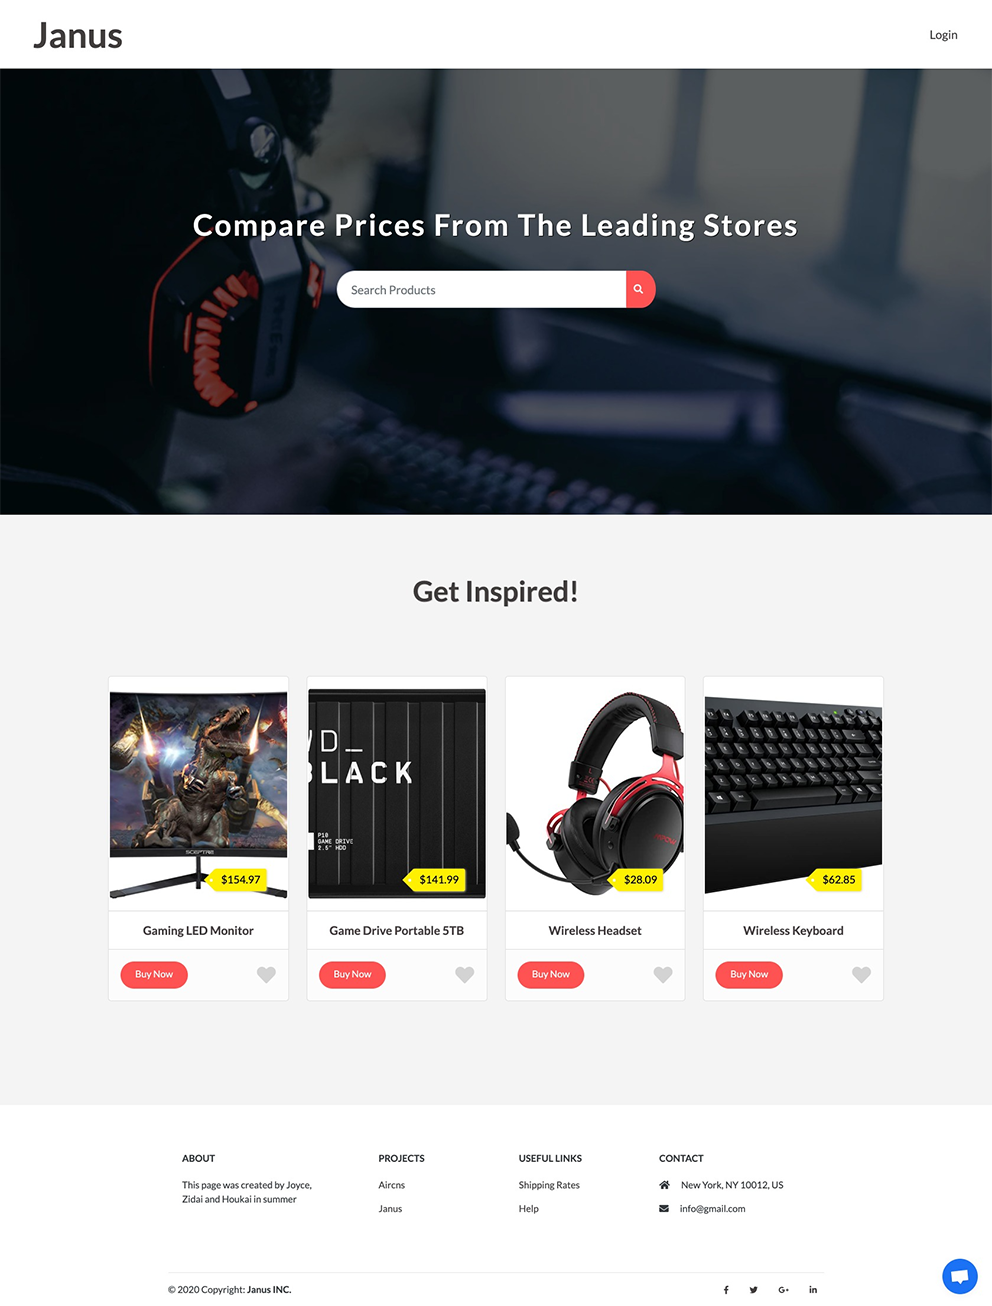 Janus
Login
Compare Prices From The Leading Stores
Search Products
Get Inspired!
SCEPTRE
$154.97
Gaming LED Monitor
Buy Now
D_
BLACK
P10
GAME DRIVE
2.5" HDD
$141.99
Game Drive Portable 5TB
Buy Now
$28.09
Wireless Headset
Buy Now
$62.85
Wireless Keyboard
Buy Now
ABOUT
This page was created by Joyce,
Zidai and Houkai in summer
PROJECTS
Aircns
Janus
USEFUL LINKS
Shipping Rates
Help
CONTACT
New York, NY 10012, US
info@gmail.com
© 2020 Copyright: Janus INC.